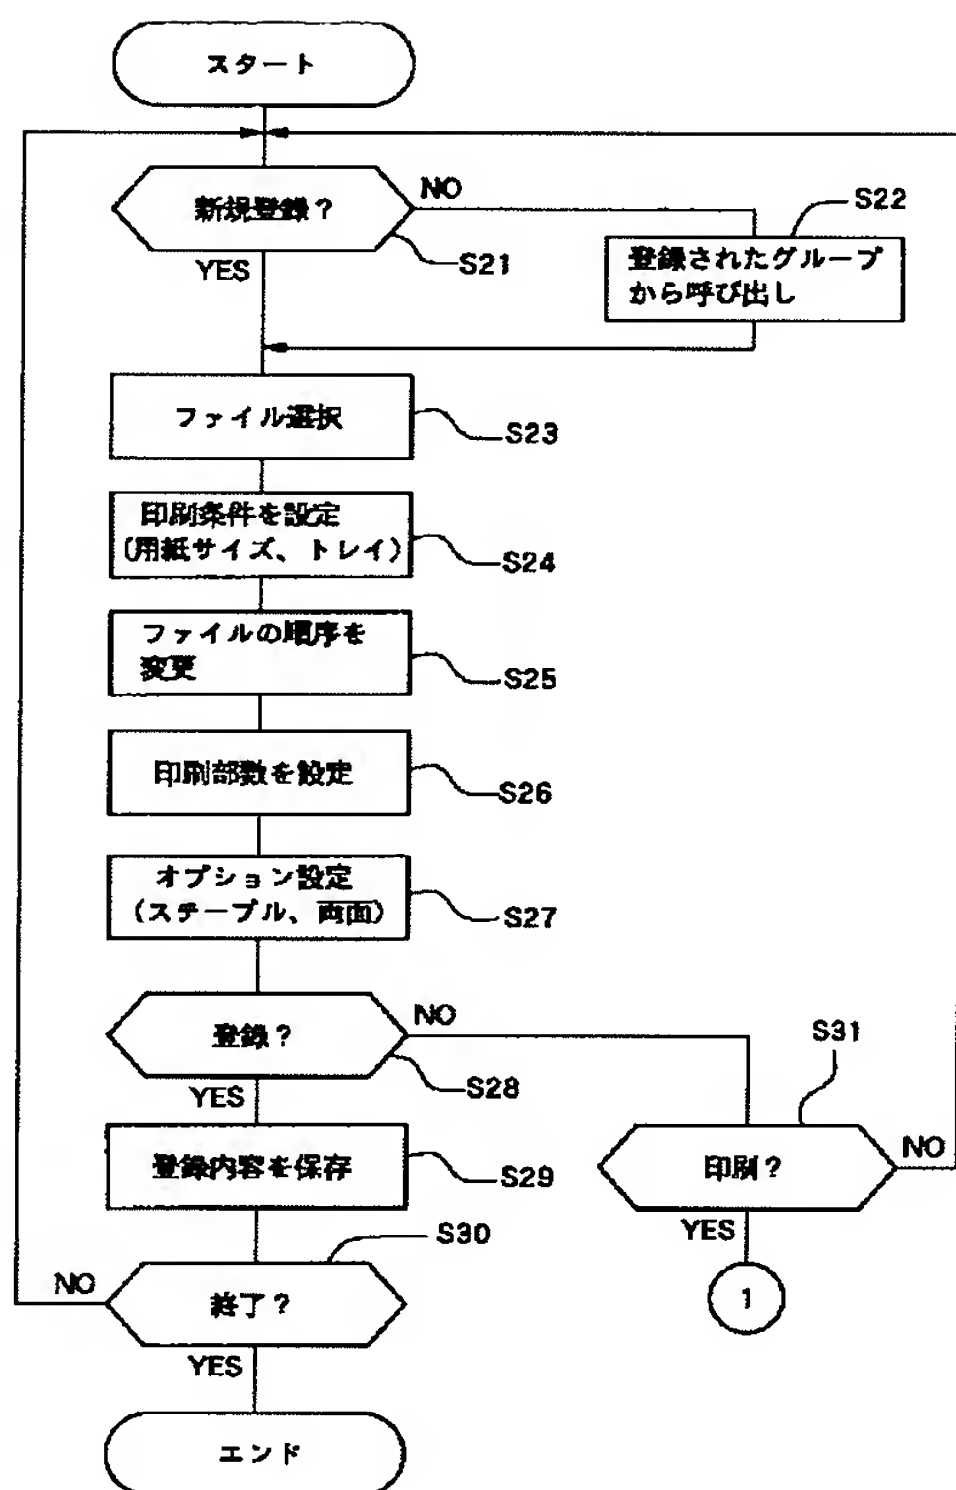 スタート
新規登録?
NO
S22
YES
S21
登録されたグループ
から呼び出し
ファイル選択
S23
印刷条件を設定
(用紙サイズ、トレイ)
S24
ファイルの順序を
変更
S25
印刷部数を設定
S26
オプション設定
(ステープル、両面)
S27
登録?
NO
S28
YES
S31
登録内容を保存
S29
印刷?
NO
YES
S30
終了?
NO
1
YES
エンド